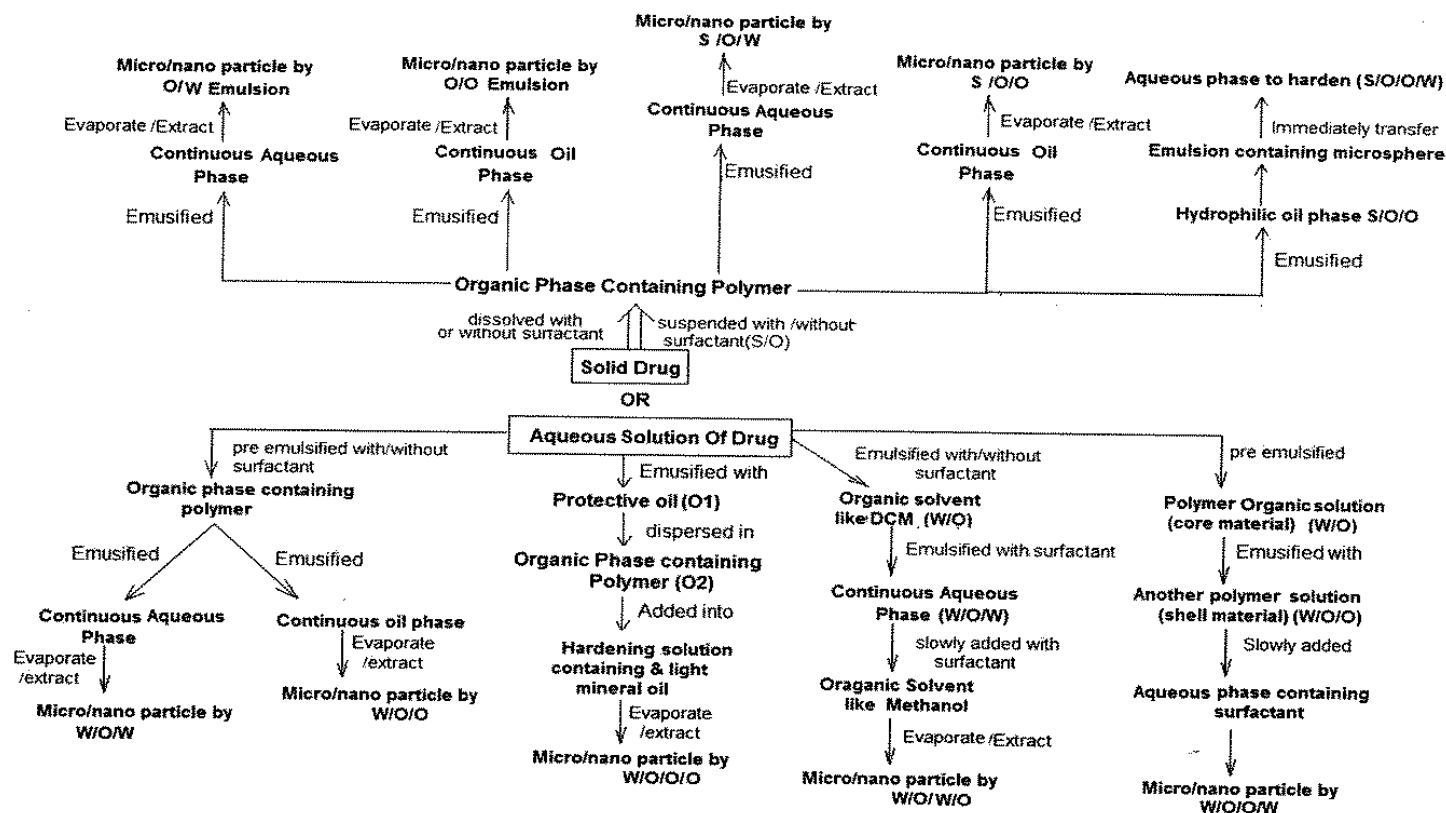 Micro/nano particle by
S /O/W
Micro/nano particle by
O/W Emulsion
Micro/nano particle by
O/O Emulsion
Micro/nano particle by
S /O/O
Aqueous phase to harden (S/O/O/W)
Evaporate /Extract
Evaporate /Extract
Evaporate /Extract
Evaporate /Extract
Immediately transfer
Continuous Aqueous
Phase
Continuous Oil
Phase
Continuous Aqueous
Phase
Continuous Oil
Phase
Emulsion containing microsphere
Emusified
Emusified
Emusified
Emusified
Hydrophilic oil phase S/O/O
Emusified
Organic Phase Containing Polymer
dissolved with
or without surfactant
suspended with /without
surfactant(S/O)
Solid Drug
OR
Aqueous Solution Of Drug
pre emulsified with/without
surfactant
Organic phase containing
polymer
Emusified
Emusified
Continuous Aqueous
Phase
Continuous oil phase
Evaporate
/extract
Evaporate
/extract
Micro/nano particle by
W/O/W
Micro/nano particle by
W/O/O
Emusified with
Protective oil (O1)
dispersed in
Organic Phase containing
Polymer (O2)
Added into
Hardening solution
containing & light
mineral oil
Evaporate
/extract
Micro/nano particle by
W/O/O/O
Emulsified with/without
surfactant
Organic solvent
like DCM (W/O)
Emulsified with surfactant
Continuous Aqueous
Phase (W/O/W)
slowly added with
surfactant
Oraganic Solvent
like Methanol
Evaporate /Extract
Micro/nano particle by
W/O/W/O
pre emulsified
Polymer Organic solution
(core material) (W/O)
Emusified with
Another polymer solution
(shell material) (W/O/O)
Slowly added
Aqueous phase containing
surfactant
Micro/nano particle by
W/O/O/W